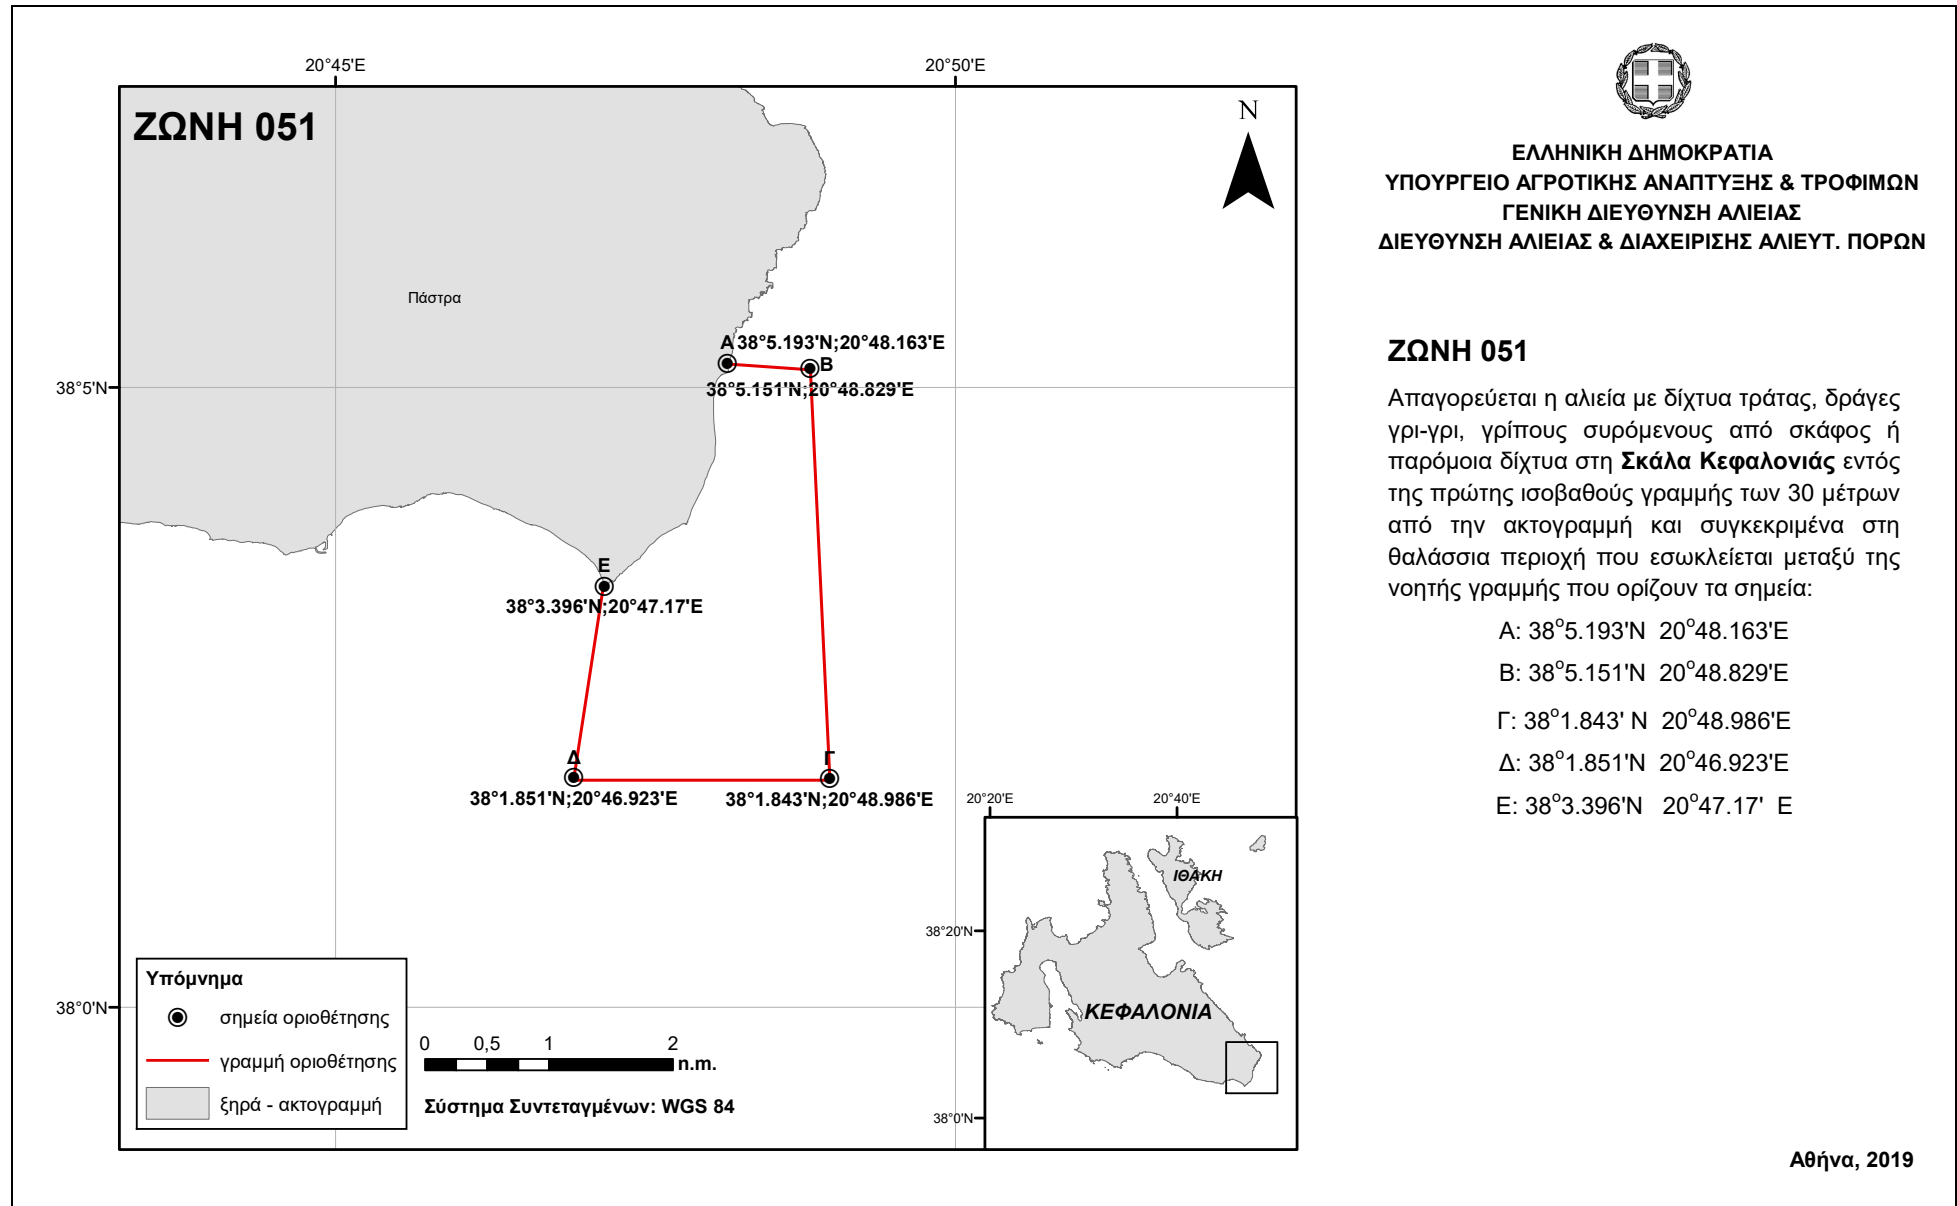 20°45'E
20°50'E
ΖΩΝΗ 051
N
Πάστρα
Α 38°5.193'N;20°48.163'E
Β
38°5'N
38°5.151'N;20°48.829'E
Ε
38°3.396'N;20°47.17'E
Δ
Γ
38°1.851'N;20°46.923'E
38°1.843'N;20°48.986'E
38°0'N
Υπόμνημα
σημεία οριοθέτησης
γραμμή οριοθέτησης
ξηρά - ακτογραμμή
0 0,5 1 2
n.m.
Σύστημα Συντεταγμένων: WGS 84
20°20'E
20°40'E
ΙΘΑΚΗ
38°20'N
ΚΕΦΑΛΟΝΙΑ
38°0'N
ΕΛΛΗΝΙΚΗ ΔΗΜΟΚΡΑΤΙΑ
ΥΠΟΥΡΓΕΙΟ ΑΓΡΟΤΙΚΗΣ ΑΝΑΠΤΥΞΗΣ & ΤΡΟΦΙΜΩΝ
ΓΕΝΙΚΗ ΔΙΕΥΘΥΝΣΗ ΑΛΙΕΙΑΣ
ΔΙΕΥΘΥΝΣΗ ΑΛΙΕΙΑΣ & ΔΙΑΧΕΙΡΙΣΗΣ ΑΛΙΕΥΤ. ΠΟΡΩΝ
ΖΩΝΗ 051
Απαγορεύεται η αλιεία με δίχτυα τράτας, δράγες
γρι-γρι, γρίπους συρόμενους από σκάφος ή
παρόμοια δίχτυα στη Σκάλα Κεφαλονιάς εντός
της πρώτης ισοβαθούς γραμμής των 30 μέτρων
από την ακτογραμμή και συγκεκριμένα στη
θαλάσσια περιοχή που εσωκλείεται μεταξύ της
νοητής γραμμής που ορίζουν τα σημεία:
Α: 38°5.193'N 20°48.163'E
Β: 38°5.151'N 20°48.829'E
Γ: 38°1.843' N 20°48.986'E
Δ: 38°1.851'N 20°46.923'E
Ε: 38°3.396'N 20°47.17' E
Αθήνα, 2019